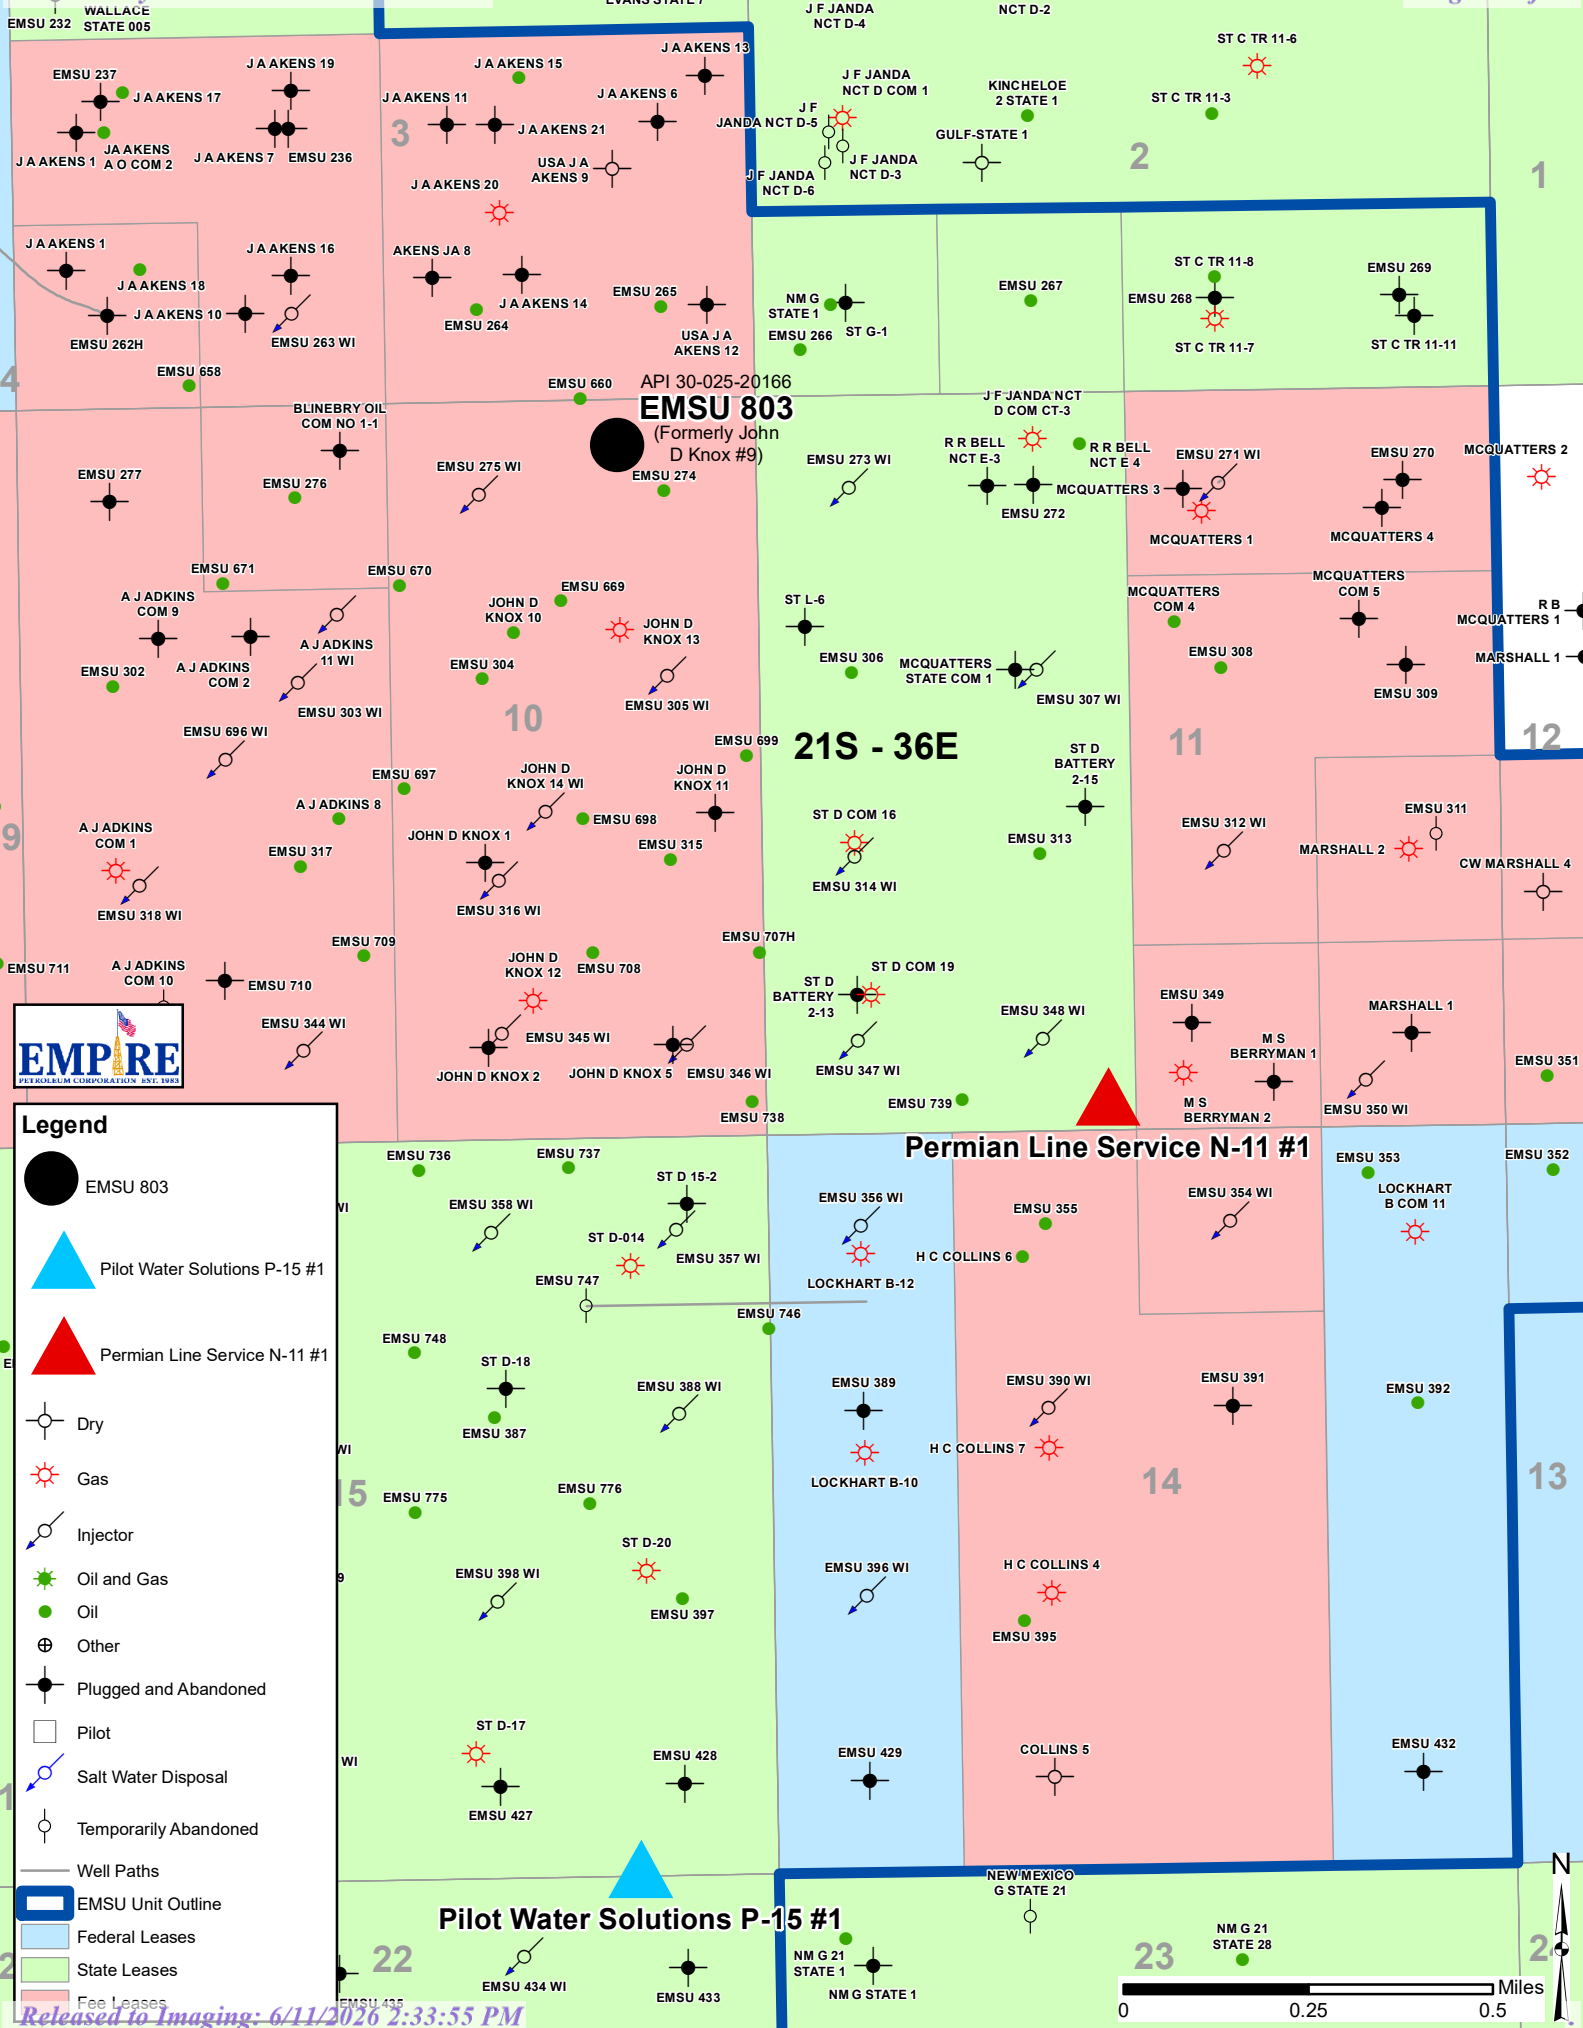 EMSU 232
WALLACE
STATE 005
J F JANDA
NCT D-4
NCT D-2
ST C TR 11-6
J A AKENS 13
EMSU 237
J A AKENS 19
J A AKENS 15
J A AKENS 17
J A AKENS 11
J A AKENS 6
J F JANDA
NCT D COM 1
KINCHELOE
2 STATE 1
ST C TR 11-3
J F
JANDA NCT D-5
GULF-STATE 1
3
J A AKENS 21
2
1
J A AKENS 1
JA AKENS
A O COM 2
J A AKENS 7
EMSU 236
USA J A
AKENS 9
J F JANDA
NCT D-3
J F JANDA
NCT D-6
J A AKENS 20
J A AKENS 1
J A AKENS 16
AKENS JA 8
ST C TR 11-8
EMSU 269
J A AKENS 18
J A AKENS 10
EMSU 262H
EMSU 263 WI
J A AKENS 14
EMSU 264
EMSU 265
USA J A
AKENS 12
NM G
STATE 1
ST G-1
EMSU 266
EMSU 267
EMSU 268
ST C TR 11-7
ST C TR 11-11
4
EMSU 658
EMSU 660
API 30-025-20166
EMSU 803
(Formerly John
D Knox #9)
BLINEBRY OIL
COM NO 1-1
J F JANDA NCT
D COM CT-3
R R BELL
NCT E-3
R R BELL
NCT E 4
EMSU 277
EMSU 276
EMSU 275 WI
EMSU 274
EMSU 273 WI
EMSU 272
MCQUATTERS 3
EMSU 271 WI
EMSU 270
MCQUATTERS 2
MCQUATTERS 1
MCQUATTERS 4
EMSU 671
EMSU 670
EMSU 669
A J ADKINS
COM 9
JOHN D
KNOX 10
JOHN D
KNOX 13
ST L-6
MCQUATTERS
COM 4
MCQUATTERS
COM 5
R B
MCQUATTERS 1
MARSHALL 1
A J ADKINS
COM 2
A J ADKINS
11 WI
EMSU 302
EMSU 303 WI
EMSU 304
EMSU 305 WI
EMSU 306
MCQUATTERS
STATE COM 1
EMSU 307 WI
EMSU 308
EMSU 309
EMSU 696 WI
10
21S - 36E
11
12
EMSU 699
ST D
BATTERY
2-15
EMSU 697
JOHN D
KNOX 14 WI
JOHN D
KNOX 11
A J ADKINS 8
EMSU 698
9
A J ADKINS
COM 1
JOHN D KNOX 1
ST D COM 16
EMSU 313
EMSU 312 WI
EMSU 311
MARSHALL 2
CW MARSHALL 4
EMSU 317
EMSU 315
EMSU 314 WI
EMSU 318 WI
EMSU 316 WI
EMSU 709
EMSU 707H
EMSU 711
A J ADKINS
COM 10
EMSU 710
JOHN D
KNOX 12
EMSU 708
ST D COM 19
ST D
BATTERY
2-13
EMSU 349
MARSHALL 1
EMSU 344 WI
EMSU 345 WI
EMSU 348 WI
M S
BERRYMAN 1
JOHN D KNOX 2
JOHN D KNOX 5
EMSU 346 WI
EMSU 347 WI
EMSU 351
EMSU 738
EMSU 739
M S
BERRYMAN 2
EMSU 350 WI
EMPIRE
PETROLEUM CORPORATION EST. 1983
Permian Line Service N-11 #1
Legend
EMSU 803
Pilot Water Solutions P-15 #1
Permian Line Service N-11 #1
Dry
Gas
Injector
Oil and Gas
Oil
Other
Plugged and Abandoned
Pilot
Salt Water Disposal
Temporarily Abandoned
Well Paths
EMSU Unit Outline
Federal Leases
State Leases
Fee Leases
EMSU 736
EMSU 737
ST D 15-2
EMSU 353
EMSU 352
EMSU 358 WI
ST D-014
EMSU 357 WI
EMSU 356 WI
EMSU 355
EMSU 354 WI
LOCKHART
B COM 11
H C COLLINS 6
EMSU 747
LOCKHART B-12
EMSU 746
EMSU 748
ST D-18
EMSU 387
EMSU 388 WI
EMSU 389
EMSU 390 WI
EMSU 391
EMSU 392
H C COLLINS 7
LOCKHART B-10
WI
WI
15
14
13
EMSU 775
EMSU 776
ST D-20
EMSU 398 WI
EMSU 397
EMSU 396 WI
H C COLLINS 4
EMSU 395
9
ST D-17
WI
EMSU 427
EMSU 428
EMSU 429
COLLINS 5
EMSU 432
Pilot Water Solutions P-15 #1
NEW MEXICO
G STATE 21
22
EMSU 434 WI
EMSU 433
EMSU 435
NM G 21
STATE 1
NM G STATE 1
23
NM G 21
STATE 28
N
Miles
0
0.25
0.5
Released to Imaging: 6/11/2026 2:33:55 PM